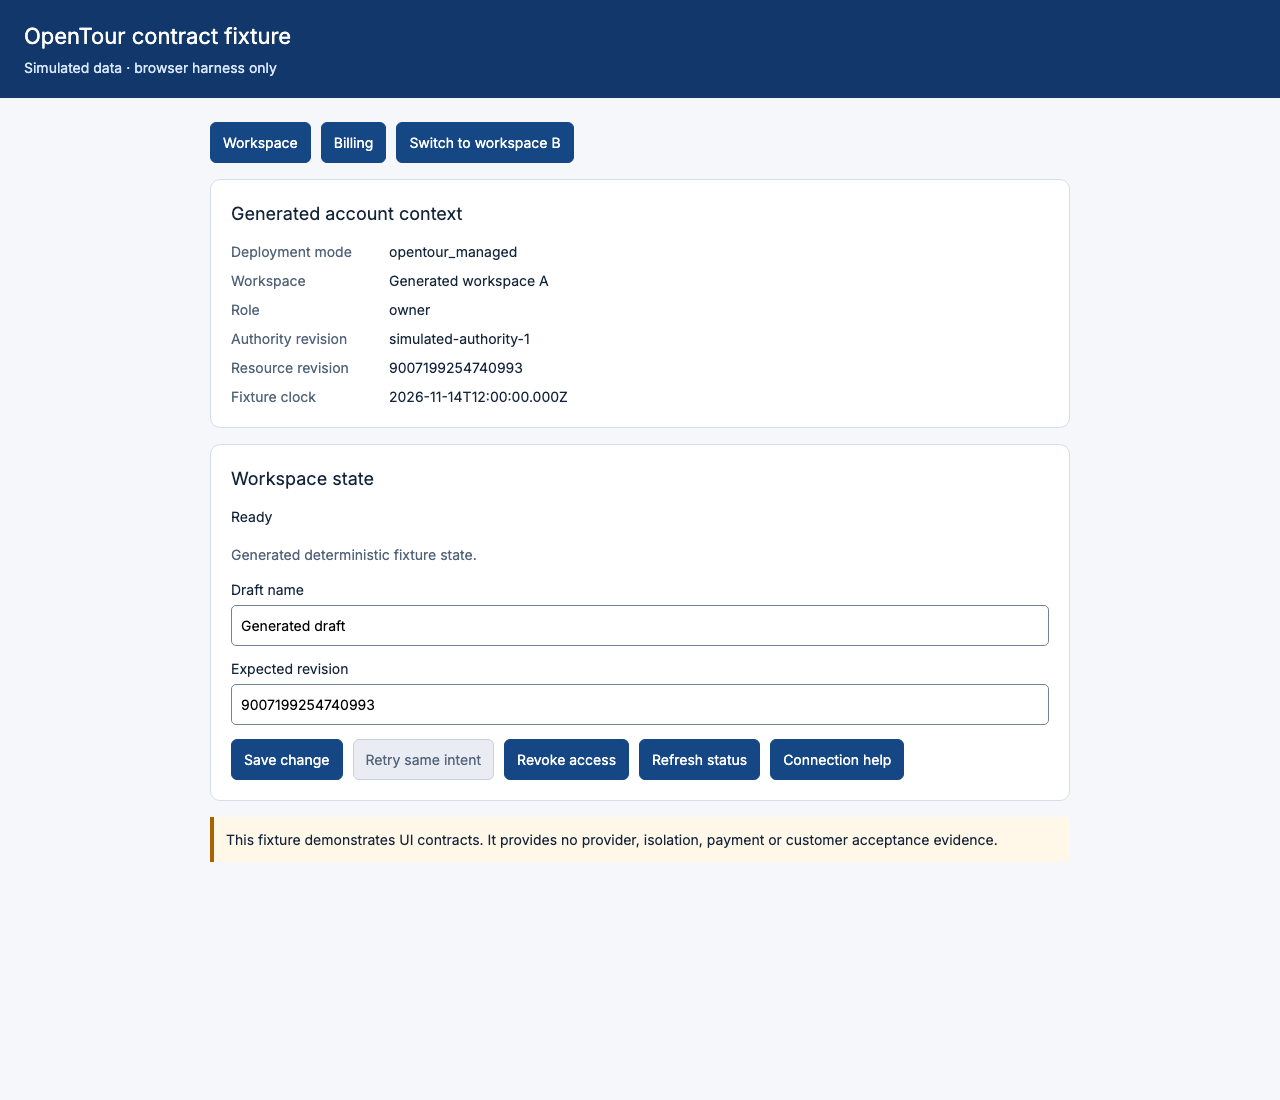 OpenTour contract fixture
Simulated data · browser harness only
Workspace Billing Switch to workspace B
Generated account context
Deployment mode opentour_managed
Workspace Generated workspace A
Role owner
Authority revision simulated-authority-1
Resource revision 9007199254740993
Fixture clock 2026-11-14T12:00:00.000Z
Workspace state
Ready
Generated deterministic fixture state.
Draft name
Generated draft
Expected revision
9007199254740993
Save change Retry same intent Revoke access Refresh status Connection help
This fixture demonstrates UI contracts. It provides no provider, isolation, payment or customer acceptance evidence.